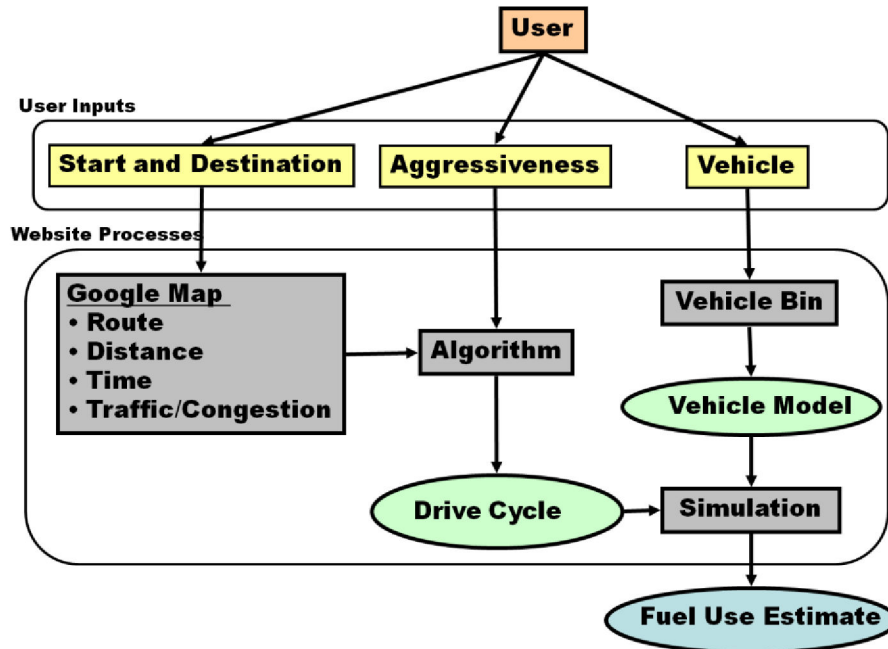 User
User Inputs
Start and Destination
Aggressiveness
Vehicle
Website Processes
Google Map
• Route
• Distance
• Time
• Traffic/Congestion
Algorithm
Vehicle Bin
Vehicle Model
Drive Cycle
Simulation
Fuel Use Estimate